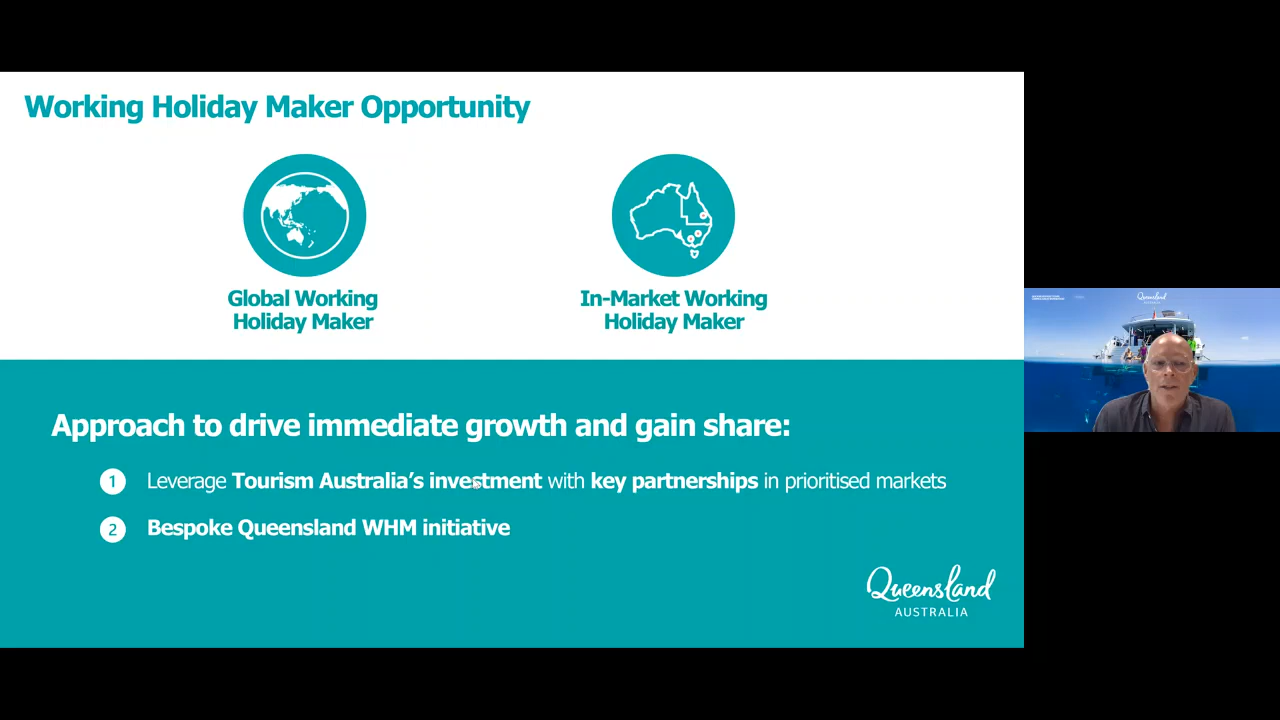 Working Holiday Maker Opportunity
Global Working
Holiday Maker
In-Market Working
Holiday Maker
Approach to drive immediate growth and gain share:
1 Leverage Tourism Australia's investment with key partnerships in prioritised markets
2 Bespoke Queensland WHM initiative
Queensland
AUSTRALIA
Queensland